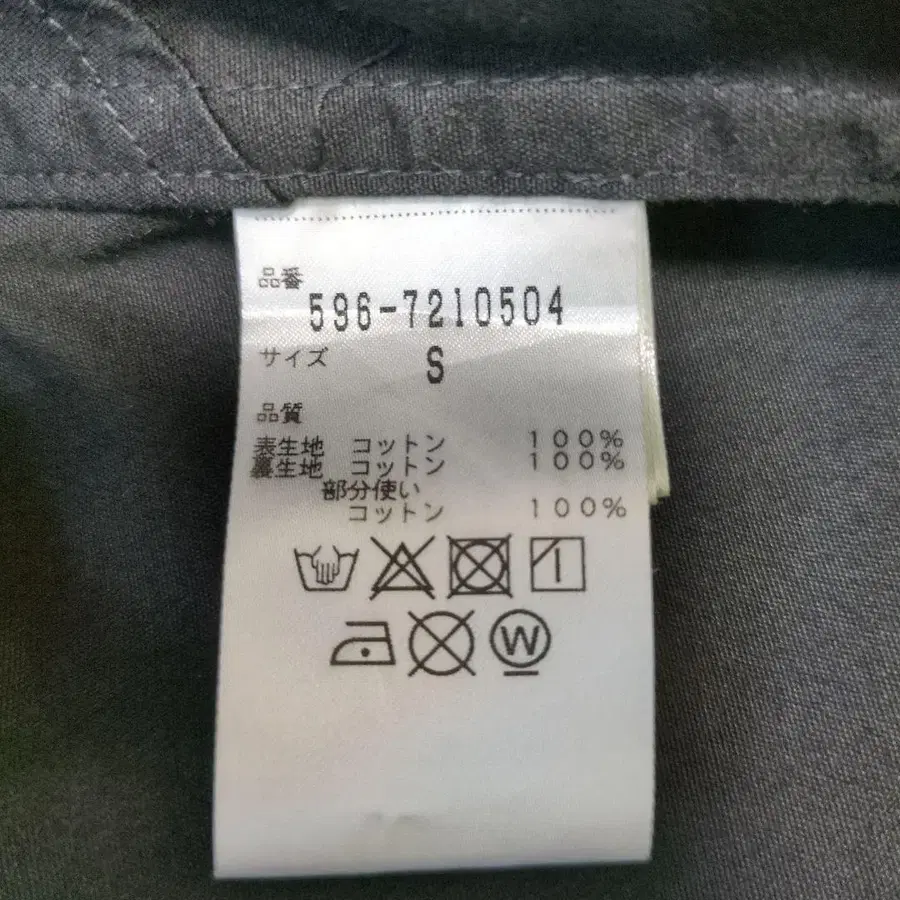 品番
596-7210504
サイズ S
品質
表生地 コットン 100%
裏生地 コットン 100%
部分使い
コットン 100%
W